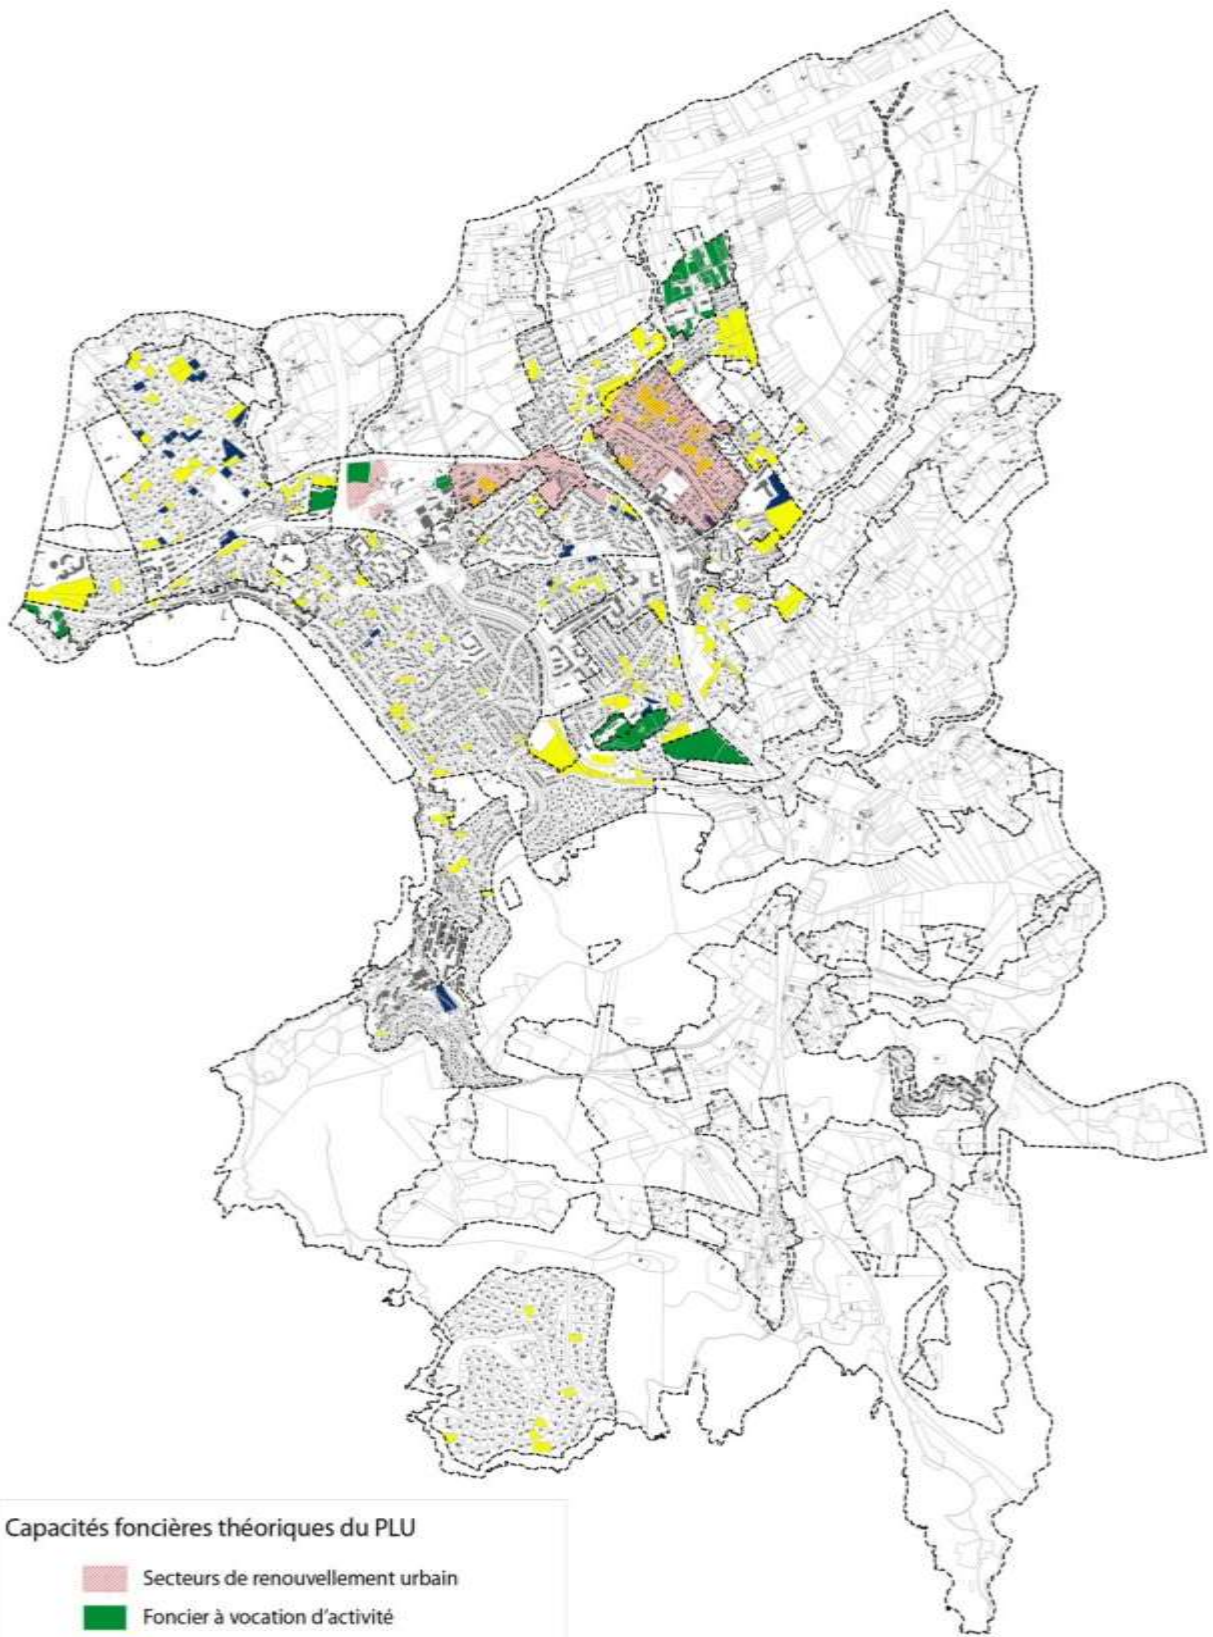 Capacités foncières théoriques du PLU
Secteurs de renouvellement urbain
Foncier à vocation d'activité